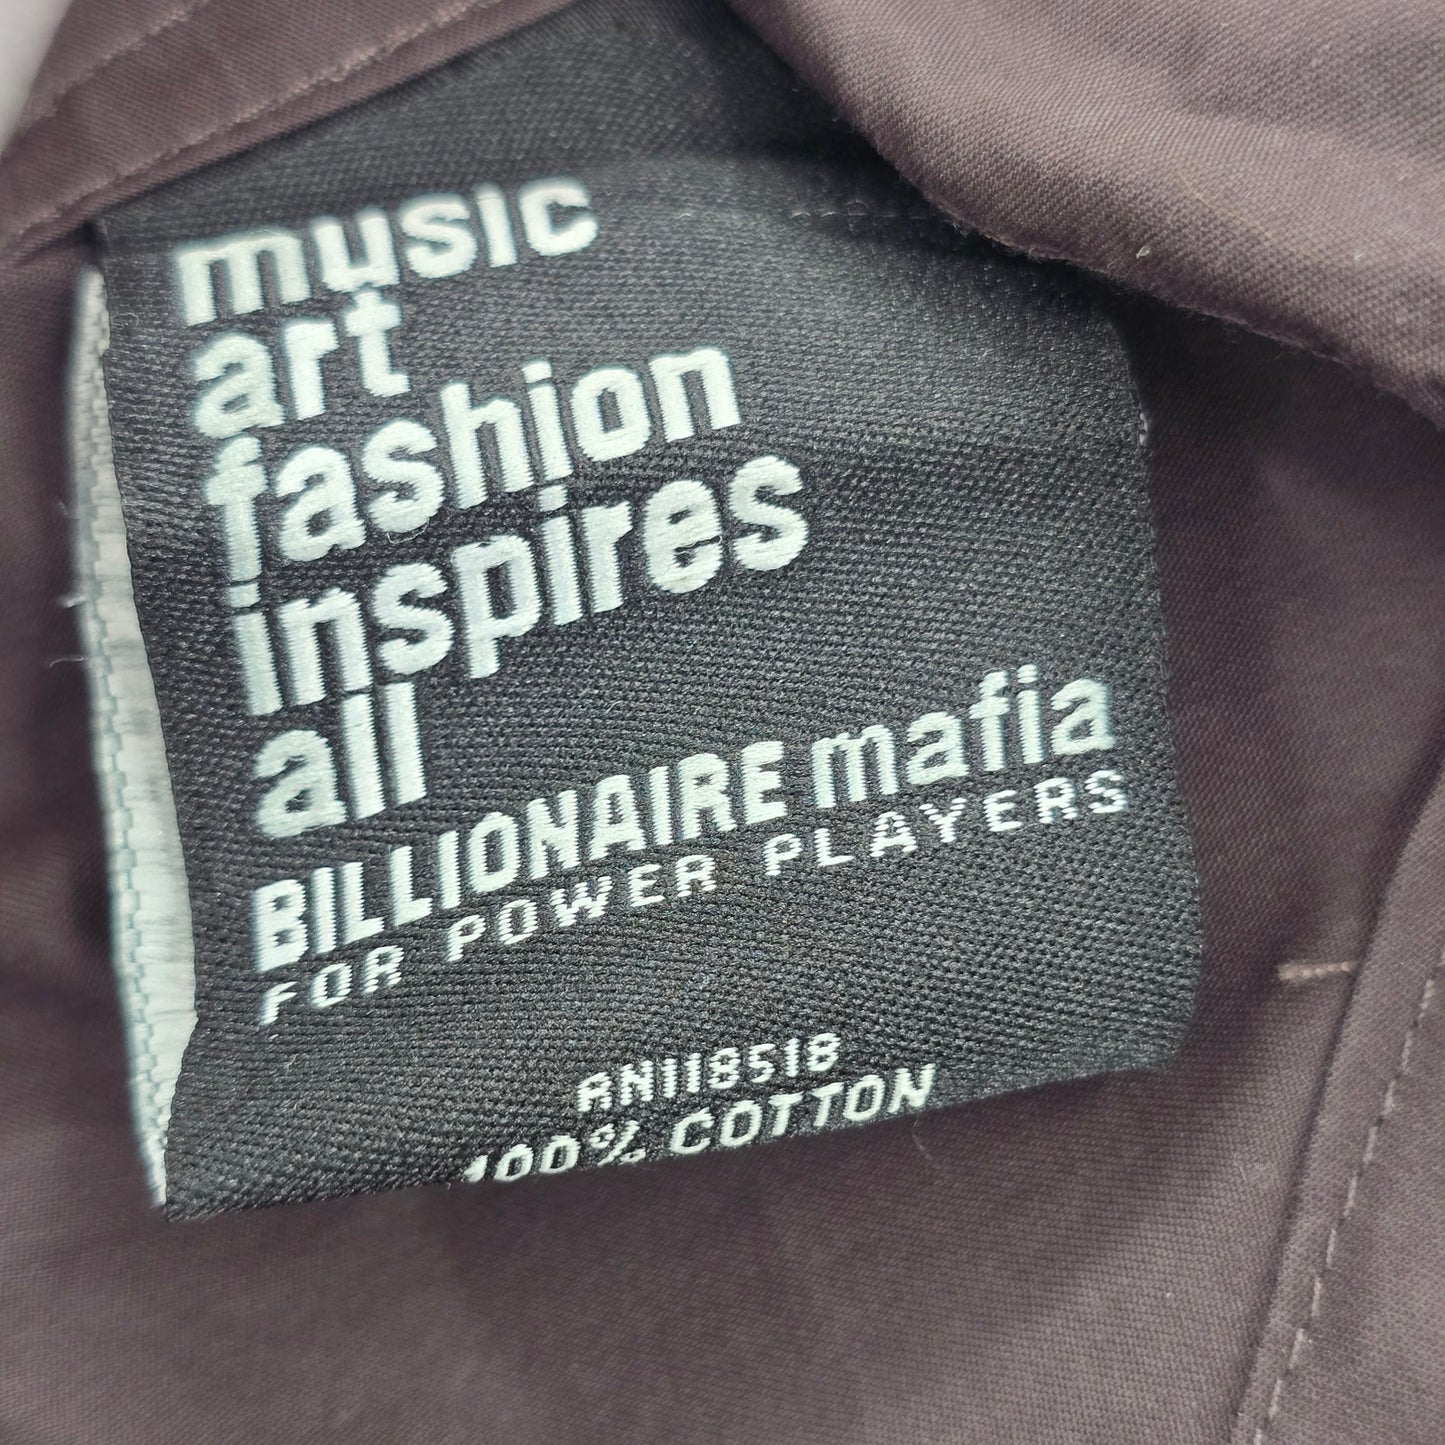 music
art
fashion
inspires
all
BILLIONAIRE mafia
FOR POWER PLAYERS
RN118518
100% COTTON